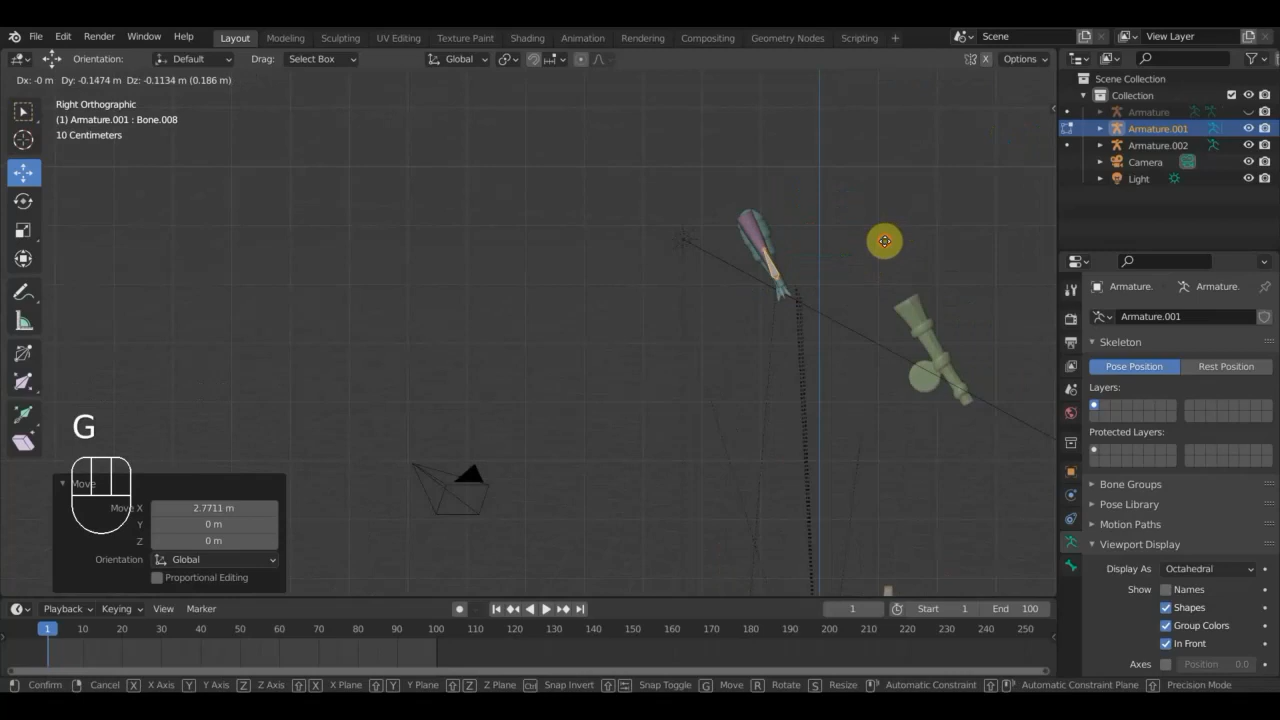 File Edit Render Window Help Layout Modeling Sculpting UV Editing Texture Paint Shading Animation Rendering Compositing Geometry Nodes Scripting + Scene View Layer
Orientation: Default Drag: Select Box Global X Options
Dx: -0 m Dy: -0.1474 m Dz: -0.1134 m (0.186 m)
Right Orthographic
(1) Armature.001 : Bone.008
10 Centimeters
Scene Collection
Collection
Armature
Armature.001
Armature.002
Camera
Light
G
Move
Move X 2.7711 m
Y 0 m
Z 0 m
Orientation Global
Proportional Editing
Armature. Armature.
Armature.001
Skeleton
Pose Position Rest Position
Layers:
Protected Layers:
Bone Groups
Pose Library
Motion Paths
Viewport Display
Display As Octahedral
Show Names
Shapes
Group Colors
In Front
Axes Position 0.0
Playback Keying View Marker 1 Start 1 End 100
1 10 20 30 40 50 60 70 80 90 100 110 120 130 140 150 160 170 180 190 200 210 220 230 240 250
Confirm Cancel X X Axis Y Y Axis Z Z Axis X X Plane Y Y Plane Z Z Plane Ctrl Snap Invert Snap Toggle G Move R Rotate S Resize Automatic Constraint Automatic Constraint Plane Precision Mode